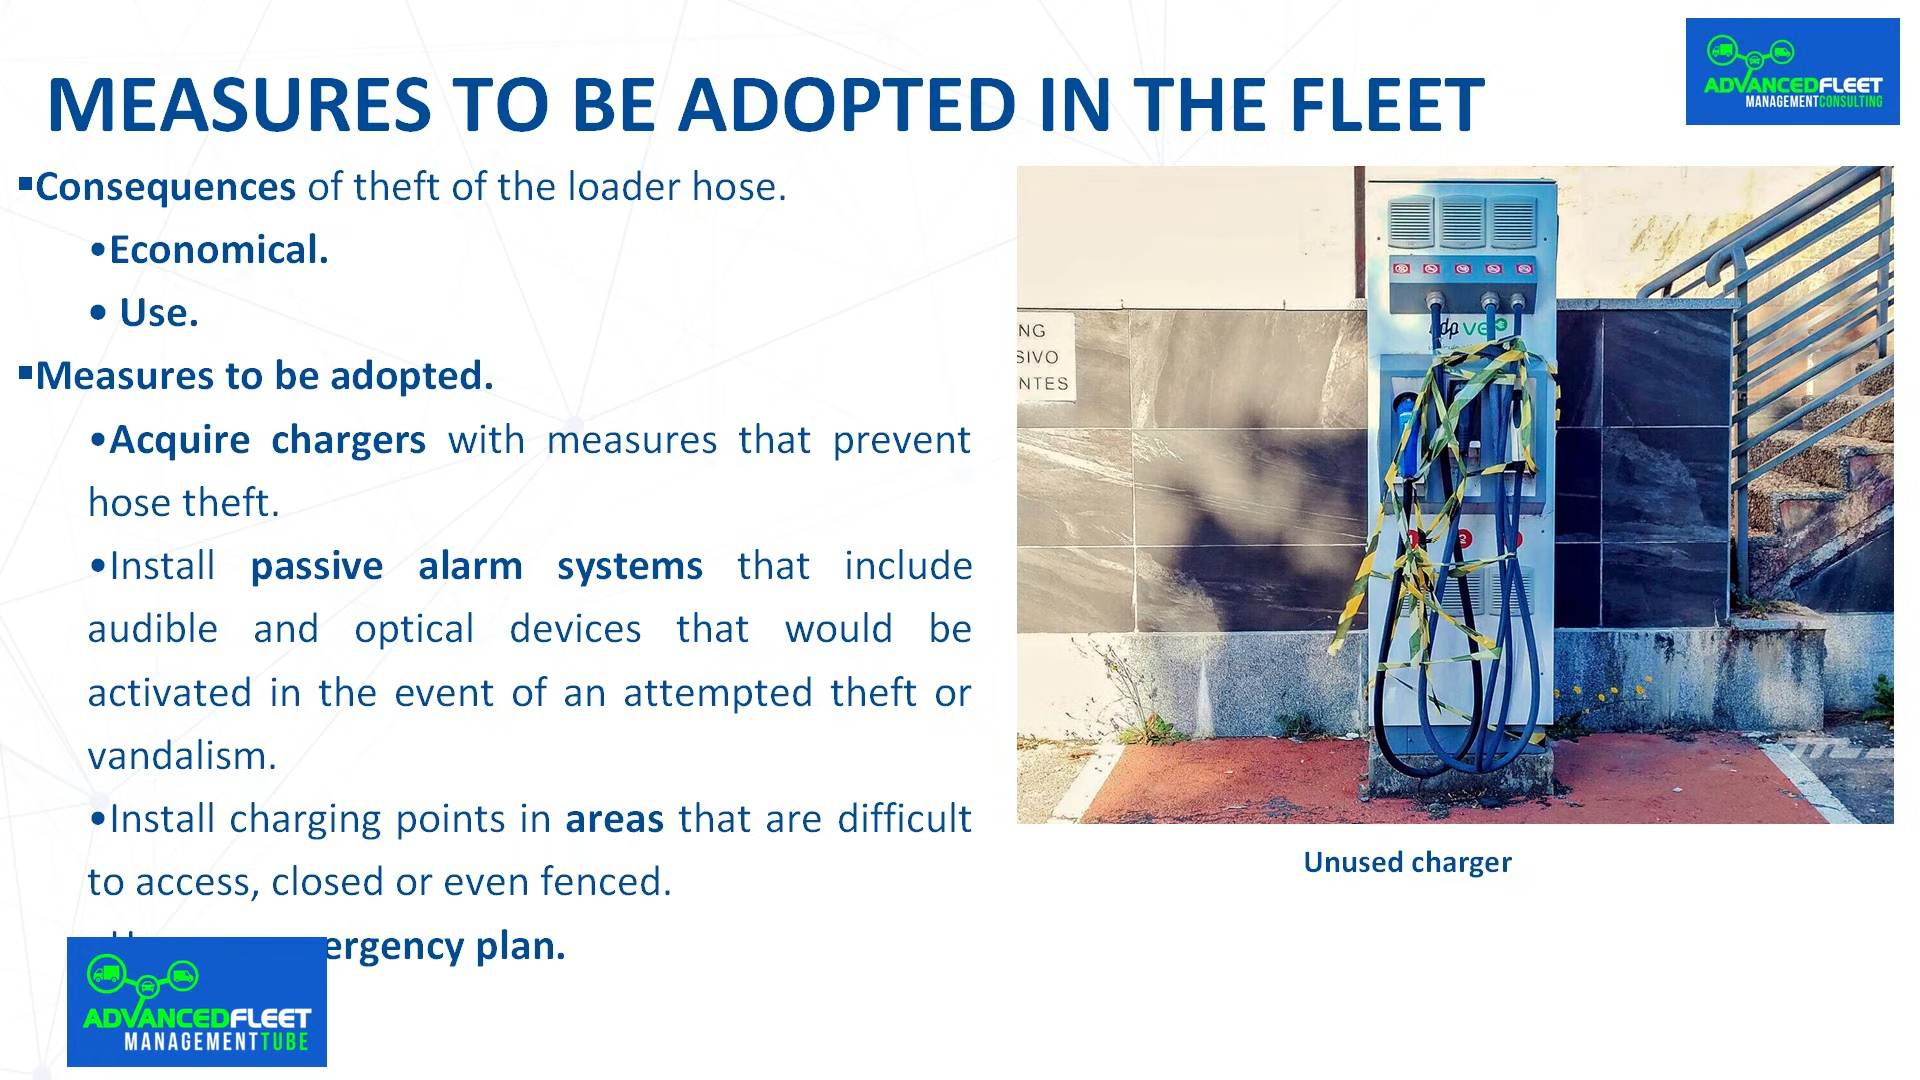 MEASURES TO BE ADOPTED IN THE FLEET
ADVANCEDFLEET
MANAGEMENTCONSULTING
▪Consequences of theft of the loader hose.
•Economical.
• Use.
▪Measures to be adopted.
•Acquire chargers with measures that prevent
hose theft.
•Install passive alarm systems that include
audible and optical devices that would be
activated in the event of an attempted theft or
vandalism.
•Install charging points in areas that are difficult
to access, closed or even fenced.
plan.
NG
SIVO
NTES
Unused charger
ADVANCEDFLEET
MANAGEMENTTUBE